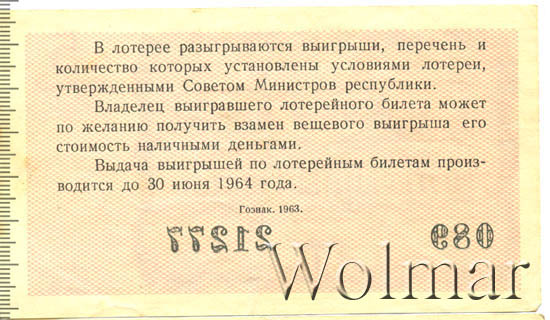 В лотерее разыгрываются выигрыши, перечень и
количество которых установлены условиями лотереи,
утвержденными Советом Министров республики.
Владелец выигравшего лотерейного билета может
по желанию получить взамен вещевого выигрыша его
стоимость наличными деньгами.
Выдача выигрышей по лотерейным билетам произ-
водится до 30 июня 1964 года.
Гознак. 1963.
21277 089
Wolmar